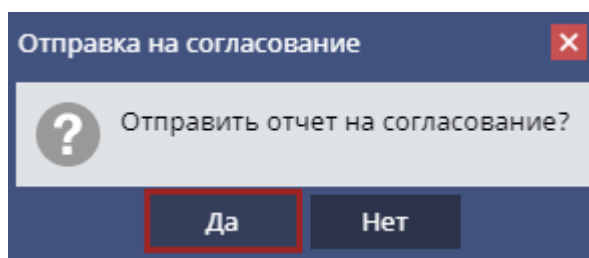 Отправка на согласование
Отправить отчет на согласование?
Да Нет